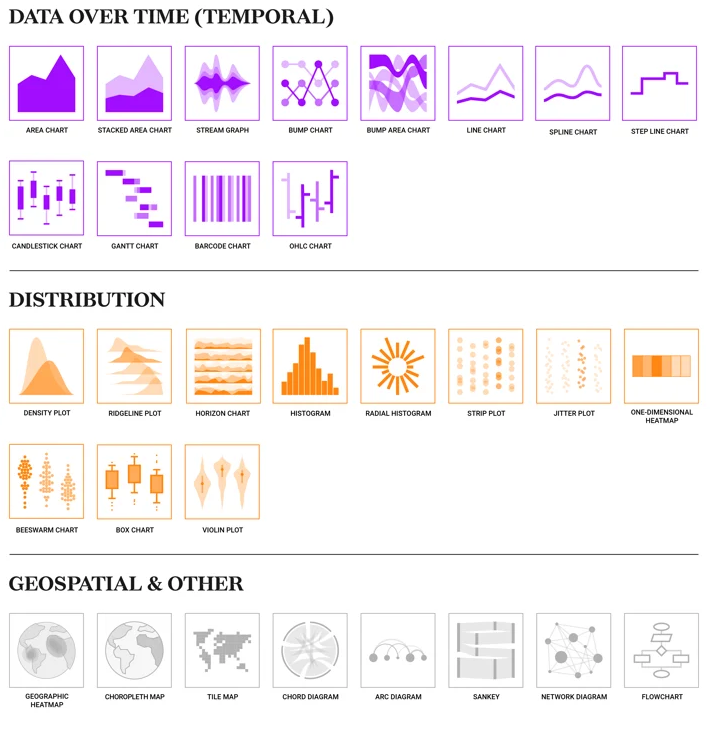 DATA OVER TIME (TEMPORAL)
AREA CHART
STACKED AREA CHART
STREAM GRAPH
BUMP CHART
BUMP AREA CHART
LINE CHART
SPLINE CHART
STEP LINE CHART
CANDLESTICK CHART
GANTT CHART
BARCODE CHART
OHLC CHART
DISTRIBUTION
DENSITY PLOT
RIDGELINE PLOT
HORIZON CHART
HISTOGRAM
RADIAL HISTOGRAM
STRIP PLOT
JITTER PLOT
ONE-DIMENSIONAL
HEATMAP
BEESWARM CHART
BOX CHART
VIOLIN PLOT
GEOSPATIAL & OTHER
GEOGRAPHIC
HEATMAP
CHOROPLETH MAP
TILE MAP
CHORD DIAGRAM
ARC DIAGRAM
SANKEY
NETWORK DIAGRAM
FLOWCHART